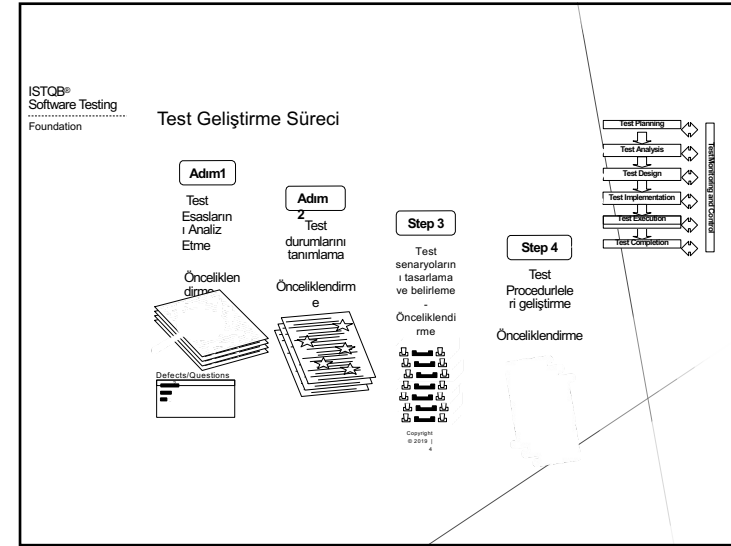 ISTQB®
Software Testing
Foundation
Test Geliştirme Süreci
Adım1
Test
Esasların
ı Analiz
Etme
Önceliklen
dirme
Defects/Questions
Adım
2
Test
durumlarını
tanımlama
Önceliklendirm
e
Step 3
Test
senaryoların
ı tasarlama
ve belirleme
-
Önceliklendi
rme
Copyright
© 2019 |
4
Step 4
Test
Procedurlele
ri geliştirme
Önceliklendirme
Test Planning
Test Analysis
Test Design
Test Implementation
Test Execution
Test Completion
Test Monitoring and Control